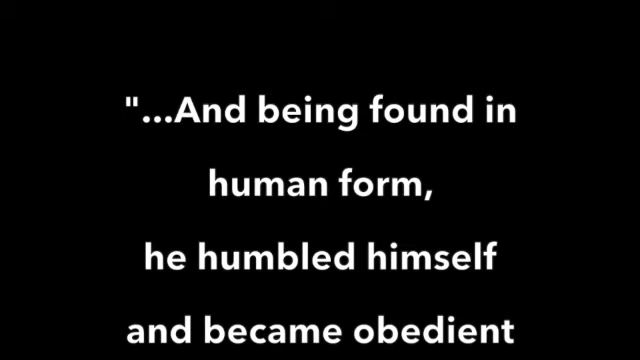 "...And being found in
human form,
he humbled himself
and became obedient